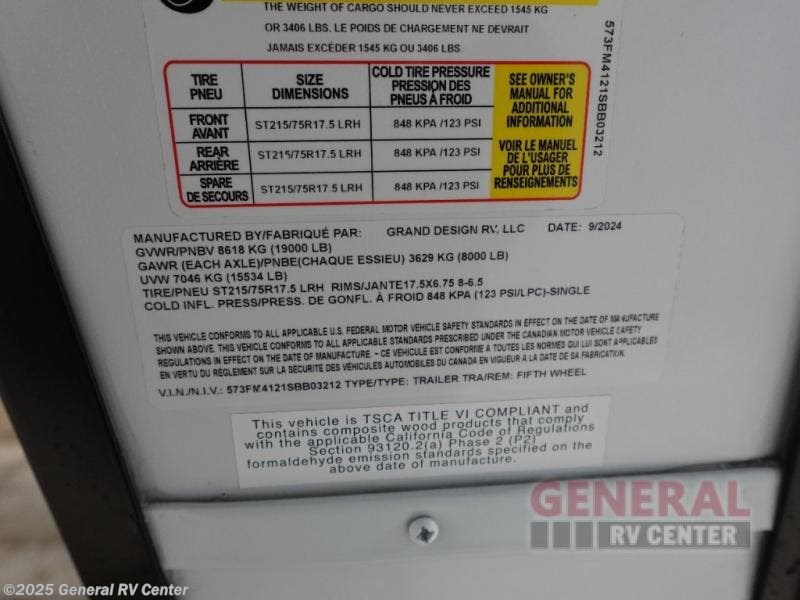 THE WEIGHT OF CARGO SHOULD NEVER EXCEED 1545 KG
OR 3406 LBS. LE POIDS DE CHARGEMENT NE DEVRAIT
JAMAIS EXCÉDER 1545 KG OU 3406 LBS.
TIRE
PNEU
SIZE
DIMENSIONS
COLD TIRE PRESSURE
PRESSION DES
PNEUS À FROID
SEE OWNER'S
MANUAL FOR
ADDITIONAL
INFORMATION
VOIR LE MANUEL
DE L'USAGER
POUR PLUS DE
RENSEIGNEMENTS
FRONT
AVANT
ST215/75R17.5 LRH
848 KPA /123 PSI
REAR
ARRIÈRE
ST215/75R17.5 LRH
848 KPA /123 PSI
SPARE
DE SECOURS
ST215/75R17.5 LRH
848 KPA /123 PSI
573FM4121SBB03212
MANUFACTURED BY/FABRIQUÉ PAR: GRAND DESIGN RV, LLC DATE: 9/2024
GVWR/PNBV 8618 KG (19000 LB)
GAWR (EACH AXLE)/PNBE(CHAQUE ESSIEU) 3629 KG (8000 LB)
UVW 7046 KG (15534 LB)
TIRE/PNEU ST215/75R17.5 LRH RIMS/JANTE17.5X6.75 8-6.5
COLD INFL. PRESS/PRESS. DE GONFL. À FROID 848 KPA (123 PSI/LPC)-SINGLE
THIS VEHICLE CONFORMS TO ALL APPLICABLE U.S. FEDERAL MOTOR VEHICLE SAFETY STANDARDS IN EFFECT ON THE DATE OF MANUFACTURE
SHOWN ABOVE. THIS VEHICLE CONFORMS TO ALL APPLICABLE STANDARDS PRESCRIBED UNDER THE CANADIAN MOTOR VEHICLE SAFETY
REGULATIONS IN EFFECT ON THE DATE OF MANUFACTURE. – CE VÉHICULE EST CONFORME A TOUTES LES NORMES QUI LUI SONT APPLICABLES
EN VERTU DU RÈGLEMENT SUR LA SECURITE DES VÉHICULES AUTOMOBILES DU CANADA EN VIGUEUR A LA DATE DE SA FABRICATION.
V.I.N./N.I.V.: 573FM4121SBB03212 TYPE/TYPE: TRAILER TRA/REM: FIFTH WHEEL
This vehicle is TSCA TITLE VI COMPLIANT and
contains composite wood products that comply
with the applicable California Code of Regulations
Section 93120.2(a) Phase 2 (P2)
formaldehyde emission standards specified on the
above date of manufacture.
GENERAL
RV CENTER
©2025 General RV Center